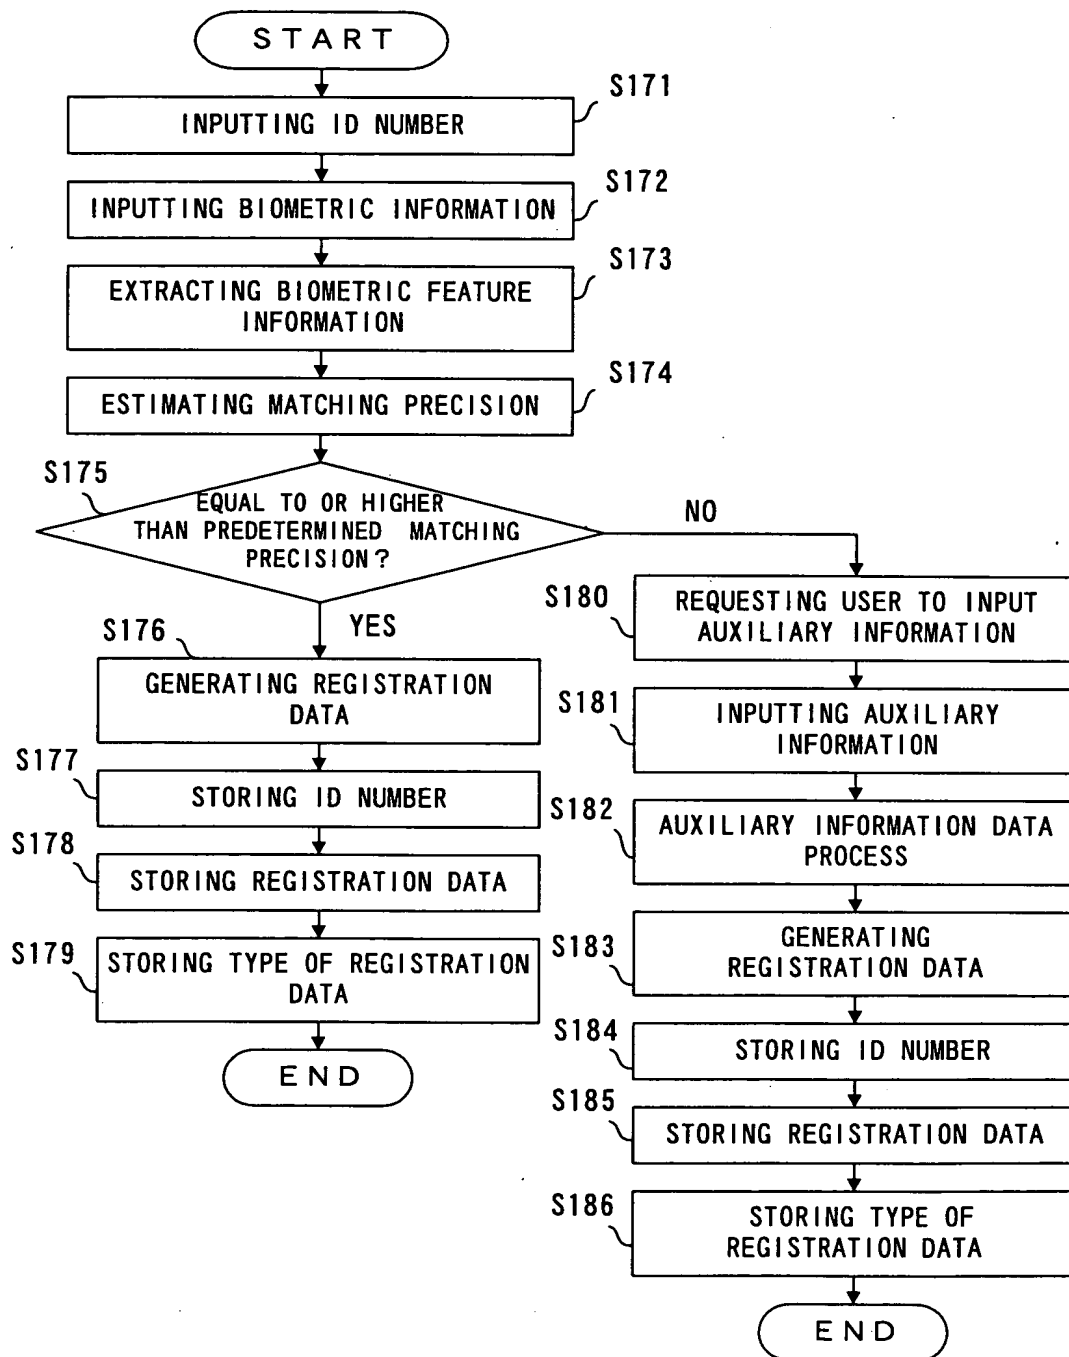 START
S171
INPUTTING ID NUMBER
S172
INPUTTING BIOMETRIC INFORMATION
S173
EXTRACTING BIOMETRIC FEATURE
INFORMATION
S174
ESTIMATING MATCHING PRECISION
S175
EQUAL TO OR HIGHER
THAN PREDETERMINED MATCHING
PRECISION?
NO
YES
S176
GENERATING REGISTRATION
DATA
S177
STORING ID NUMBER
S178
STORING REGISTRATION DATA
S179
STORING TYPE OF REGISTRATION
DATA
END
S180
REQUESTING USER TO INPUT
AUXILIARY INFORMATION
S181
INPUTTING AUXILIARY
INFORMATION
S182
AUXILIARY INFORMATION DATA
PROCESS
S183
GENERATING
REGISTRATION DATA
S184
STORING ID NUMBER
S185
STORING REGISTRATION DATA
S186
STORING TYPE OF
REGISTRATION DATA
END